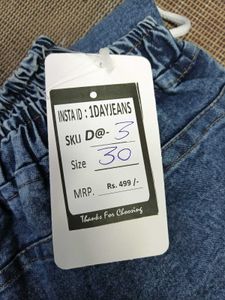 INSTA ID : 1DAYJEANS
SKU D@- 3
Size 30
MRP. Rs. 499 /-
Thanks For Choosing